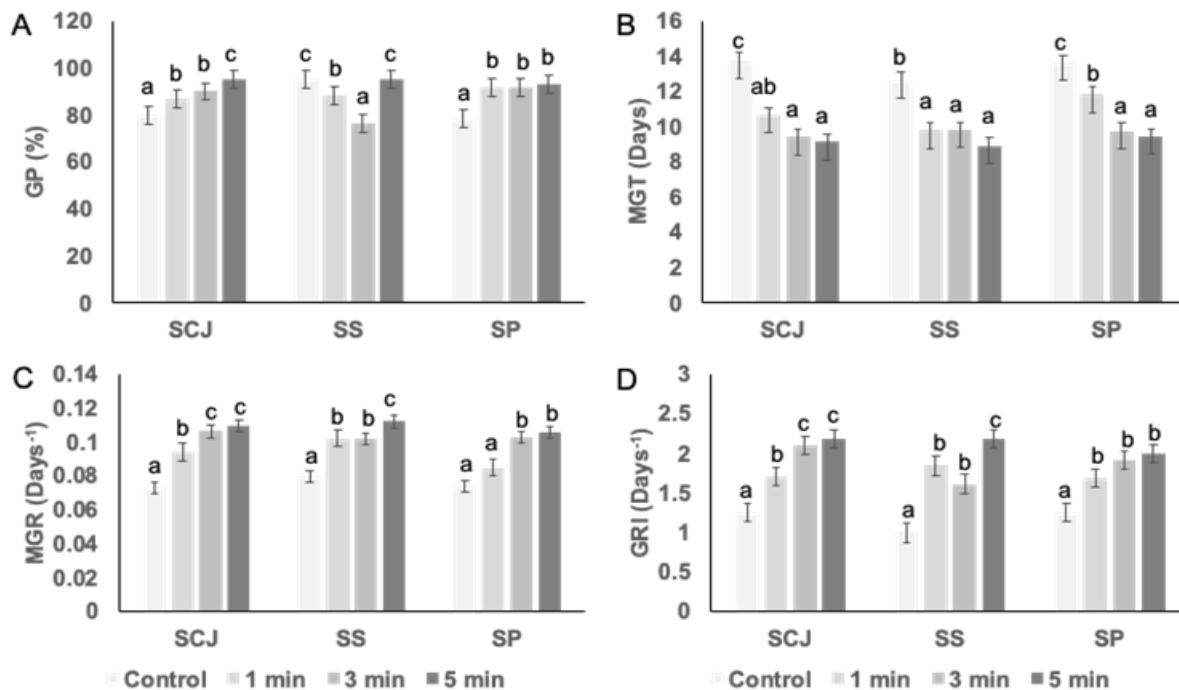 A
GP (%)
120
100
80
60
40
20
0
a b b c
c b a c
a b b b
SCJ SS SP
B
MGT (Days)
16
14
12
10
8
6
4
2
0
c ab a a
b a a a
c b a a
SCJ SS SP
C
MGR (Days-1)
0.14
0.12
0.1
0.08
0.06
0.04
0.02
0
a b c c
a b b c
a a b b
SCJ SS SP
Control 1 min 3 min 5 min
D
GRI (Days-1)
3
2.5
2
1.5
1
0.5
0
a b c c
a b b c
a b b b
SCJ SS SP
Control 1 min 3 min 5 min